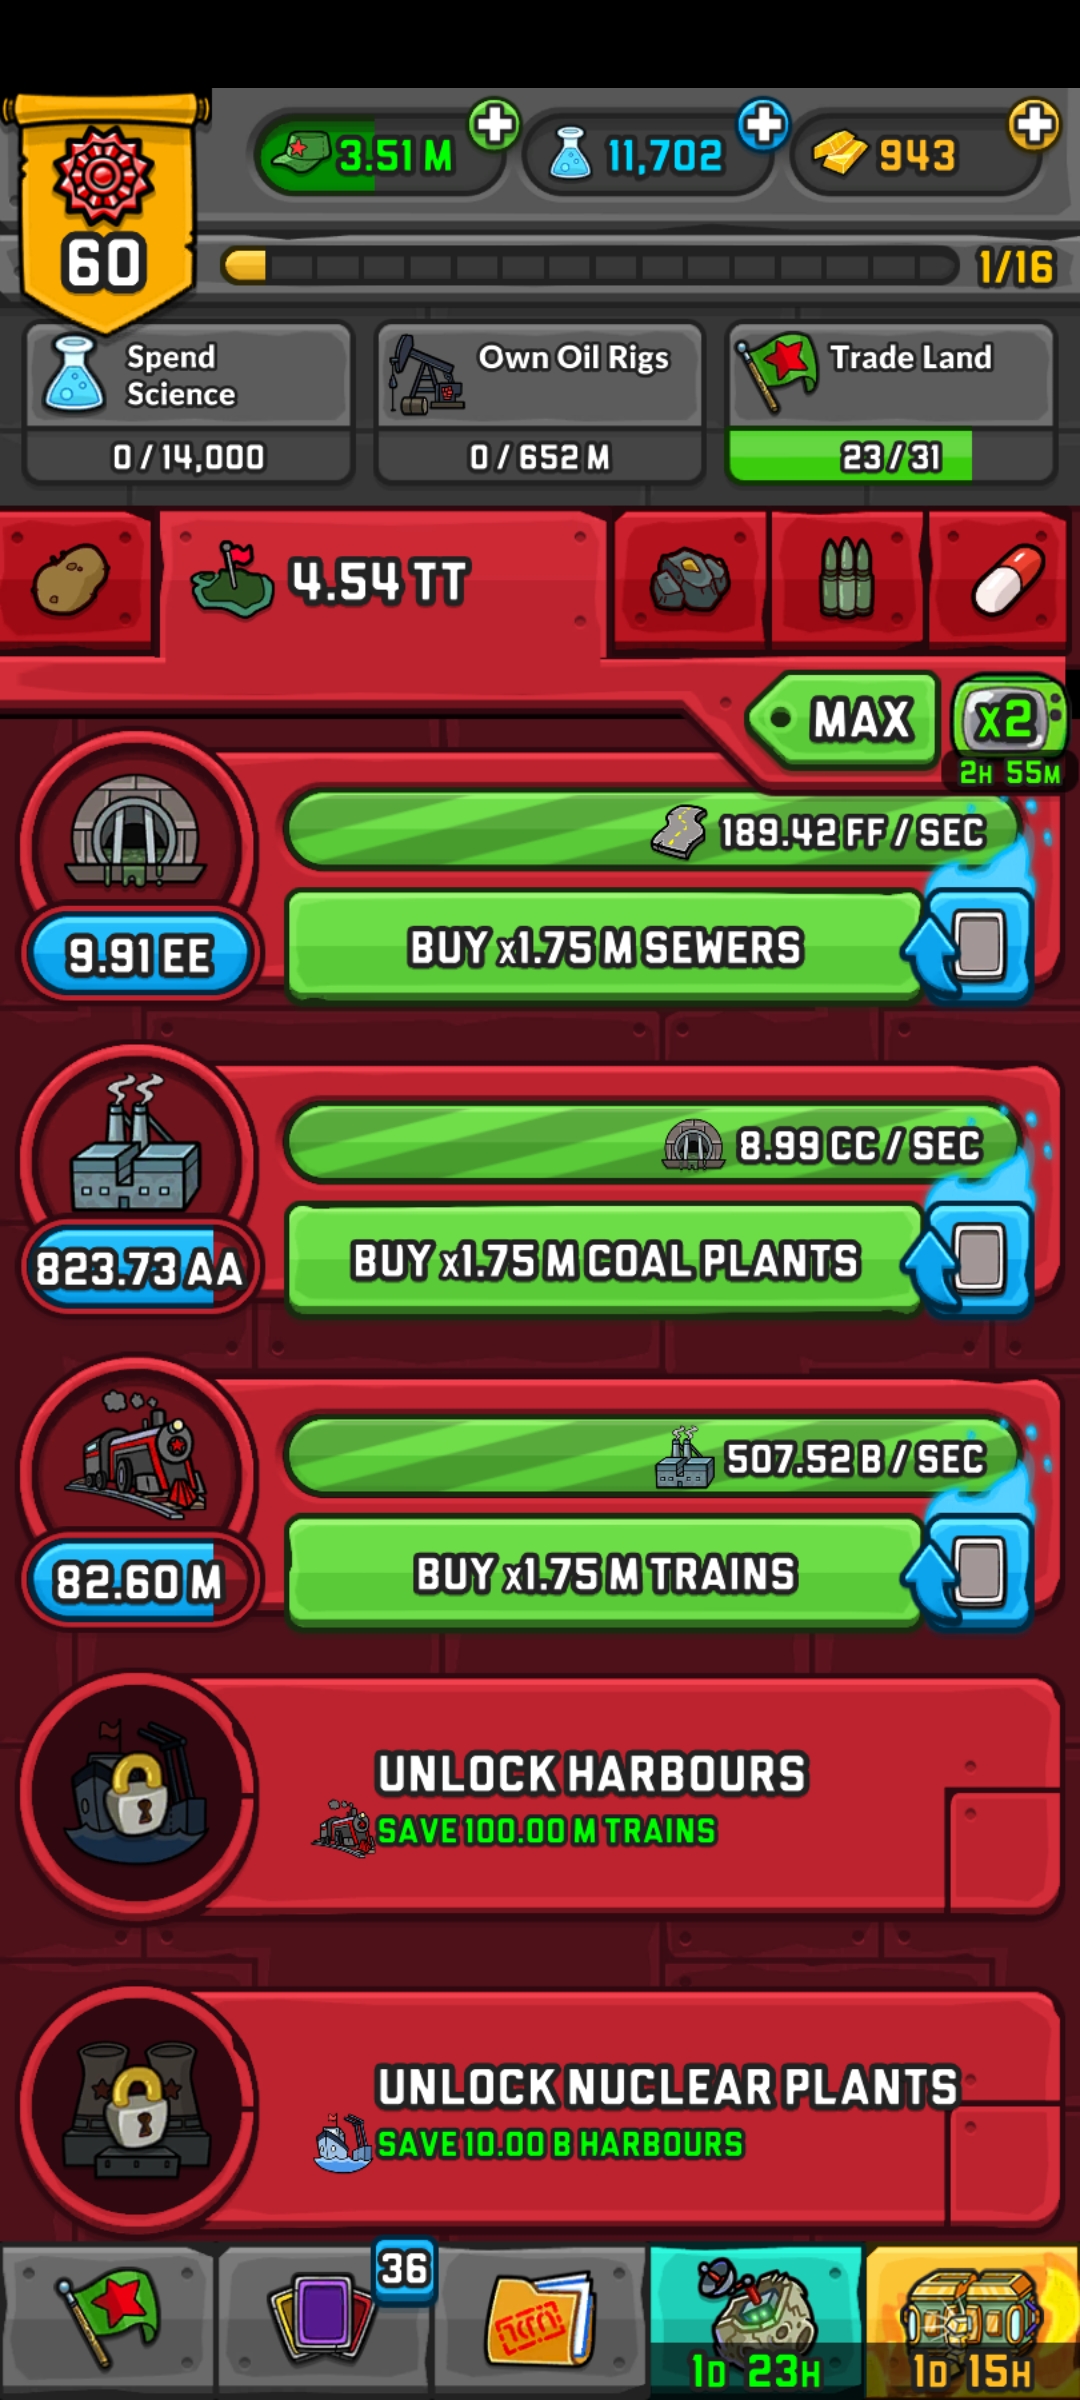 60
3.51 M
11,702
943
1/16
Spend
Science
0/14,000
Own Oil Rigs
0/652 M
Trade Land
23/31
4.54 TT
MAX
x2
2H 55M
189.42 FF/SEC
9.91 EE
BUY x1.75 M SEWERS
8.99 CC/SEC
823.73 AA
BUY x1.75 M COAL PLANTS
507.52 B/SEC
82.60 M
BUY x1.75 M TRAINS
UNLOCK HARBOURS
SAVE 100.00 M TRAINS
UNLOCK NUCLEAR PLANTS
SAVE 10.00 B HARBOURS
36
1D 23H
1D 15H